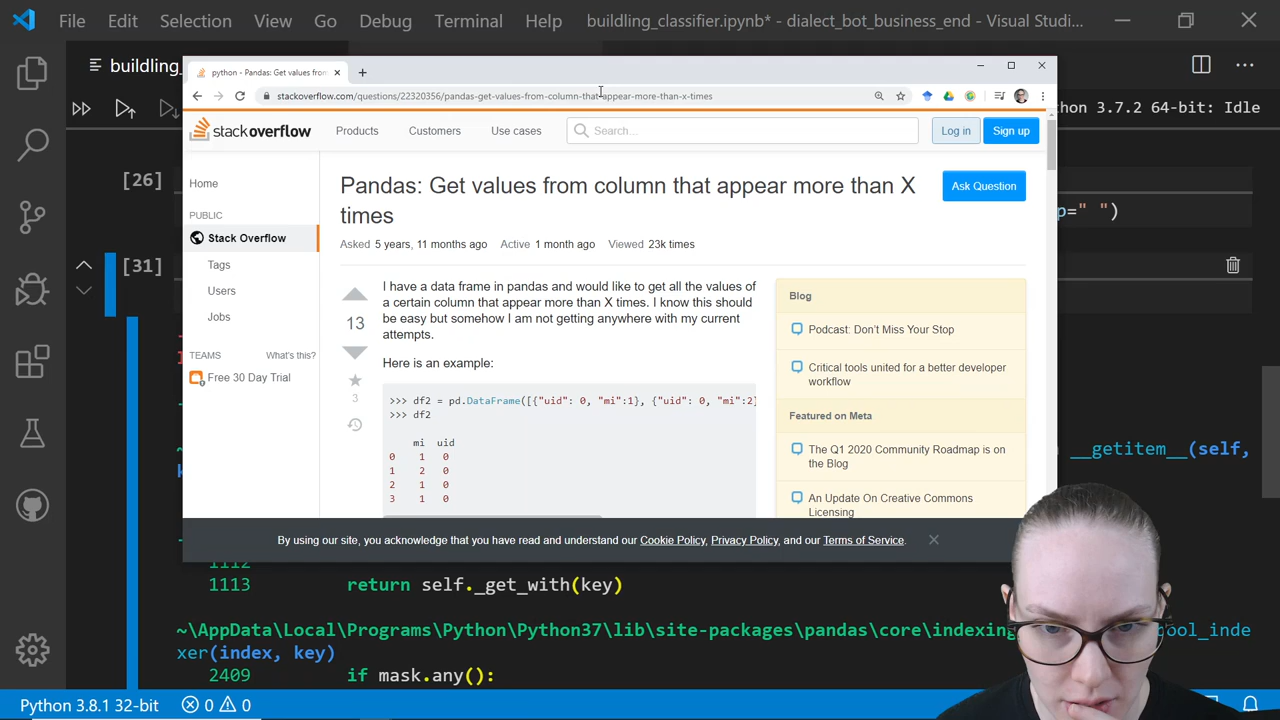 File Edit Selection View Go Debug Terminal Help buildling_classifier.ipynb* - dialect_bot_business_end - Visual Studi...
buildling_
python - Pandas: Get values from
stackoverflow.com/questions/22320356/pandas-get-values-from-column-that-appear-more-than-x-times
thon 3.7.2 64-bit: Idle
stackoverflow Products Customers Use cases Search... Log in Sign up
[26]
p=" ")
[31]
Home
PUBLIC
Stack Overflow
Tags
Users
Jobs
TEAMS What's this?
Free 30 Day Trial
Pandas: Get values from column that appear more than X
times
Ask Question
Asked 5 years, 11 months ago Active 1 month ago Viewed 23k times
13
3
I have a data frame in pandas and would like to get all the values of
a certain column that appear more than X times. I know this should
be easy but somehow I am not getting anywhere with my current
attempts.
Here is an example:
>>> df2 = pd.DataFrame([{"uid": 0, "mi":1}, {"uid": 0, "mi":2}
>>> df2
mi uid
0 1 0
1 2 0
2 1 0
3 1 0
Blog
Podcast: Don't Miss Your Stop
Critical tools united for a better developer
workflow
Featured on Meta
The Q1 2020 Community Roadmap is on
the Blog
An Update On Creative Commons
Licensing
By using our site, you acknowledge that you have read and understand our Cookie Policy, Privacy Policy, and our Terms of Service.
__getitem__(self,
1112
1113 return self._get_with(key)
~\AppData\Local\Programs\Python\Python37\lib\site-packages\pandas\core\indexing
ool_inde
xer(index, key)
2409 if mask.any():
Python 3.8.1 32-bit 0 0